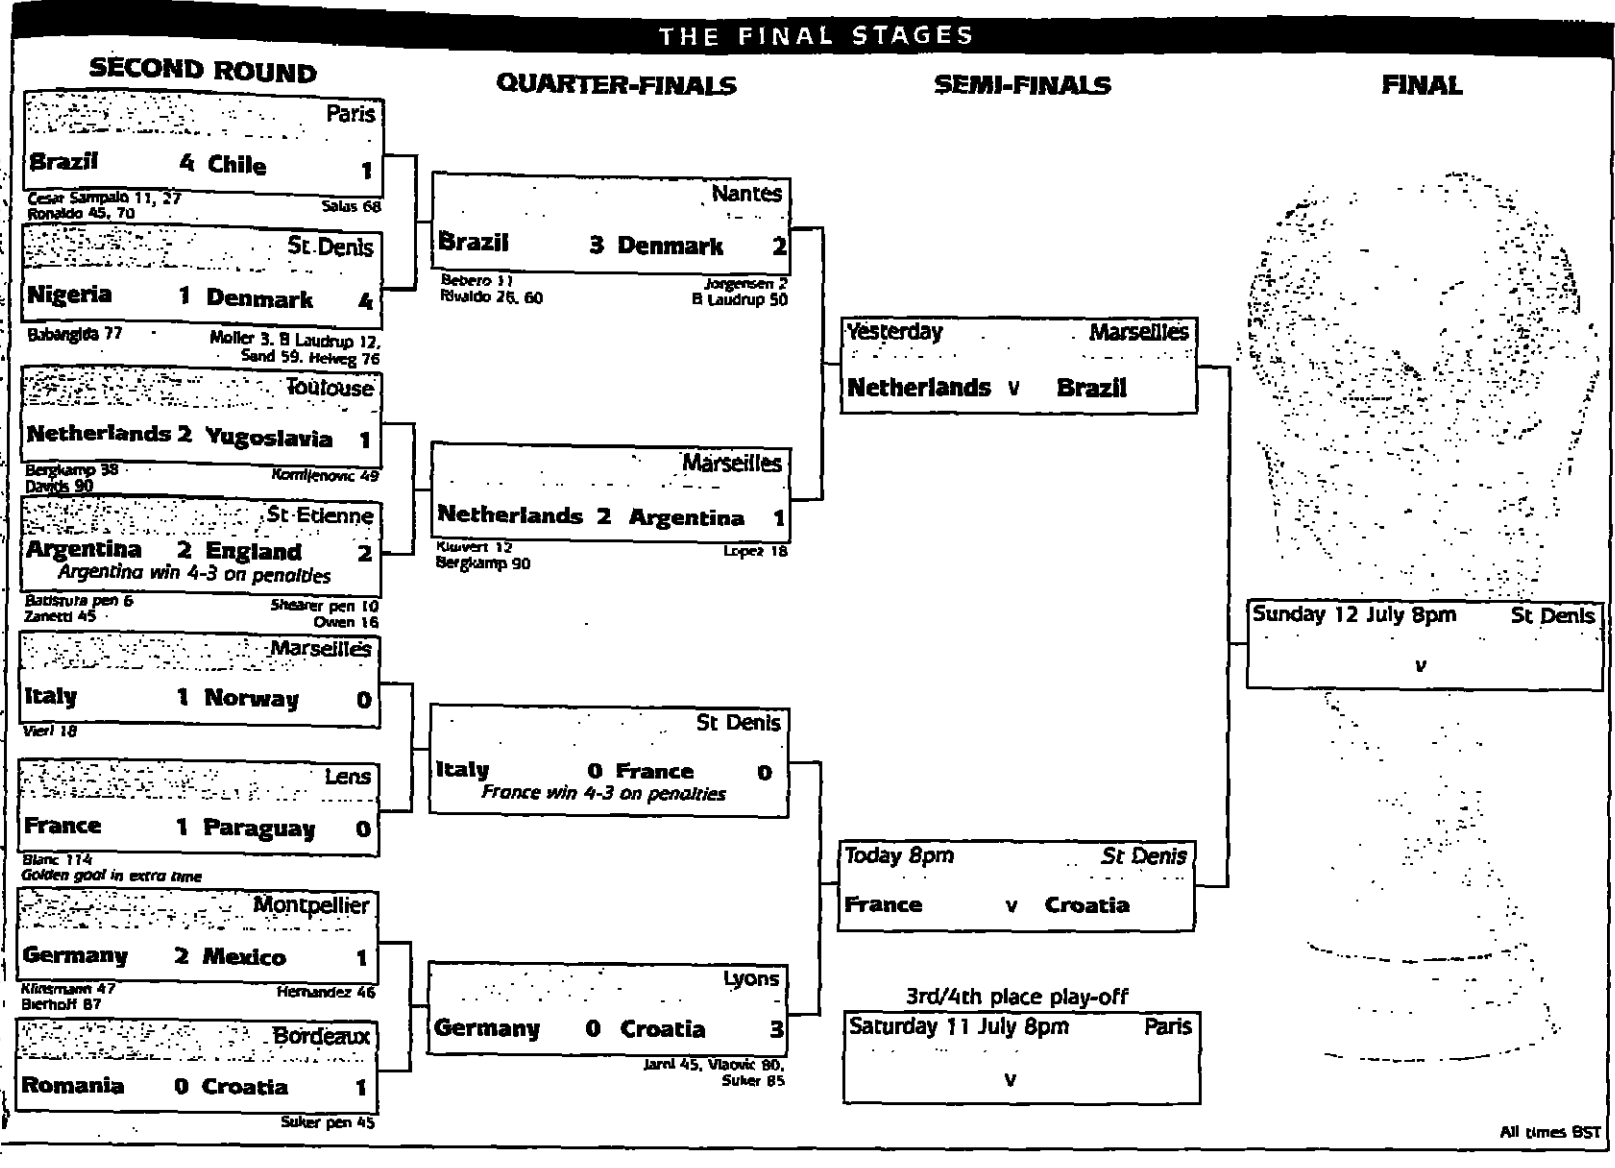 THE FINAL STAGES
SECOND ROUND
Paris
Brazil 4 Chile 1
Cesar Sampaio 11, 27
Ronaldo 45, 70
Salas 68
St Denis
Nigeria 1 Denmark 4
Babangida 77
Moller 3, B Laudrup 12,
Sand 59, Helveg 76
Toulouse
Netherlands 2 Yugoslavia 1
Bergkamp 38
Davids 90
Komljenovic 49
St Etienne
Argentina 2 England 2
Argentina win 4-3 on penalties
Batistuta pen 6
Zanetti 45
Shearer pen 10
Owen 16
Marseilles
Italy 1 Norway 0
Vieri 18
Lens
France 1 Paraguay 0
Blanc 114
Golden goal in extra time
Montpellier
Germany 2 Mexico 1
Klinsmann 47
Bierhoff 87
Hernandez 46
Bordeaux
Romania 0 Croatia 1
Suker pen 45
QUARTER-FINALS
Nantes
Brazil 3 Denmark 2
Bebero 11
Rivaldo 26, 60
Jorgensen 2
B Laudrup 50
Marseilles
Netherlands 2 Argentina 1
Kluivert 12
Bergkamp 90
Lopez 18
St Denis
Italy 0 France 0
France win 4-3 on penalties
Lyons
Germany 0 Croatia 3
Jarni 45, Vlaovic 80,
Suker 85
SEMI-FINALS
Yesterday Marseilles
Netherlands v Brazil
Today 8pm St Denis
France v Croatia
3rd/4th place play-off
Saturday 11 July 8pm Paris
v
FINAL
Sunday 12 July 8pm St Denis
v
All times BST